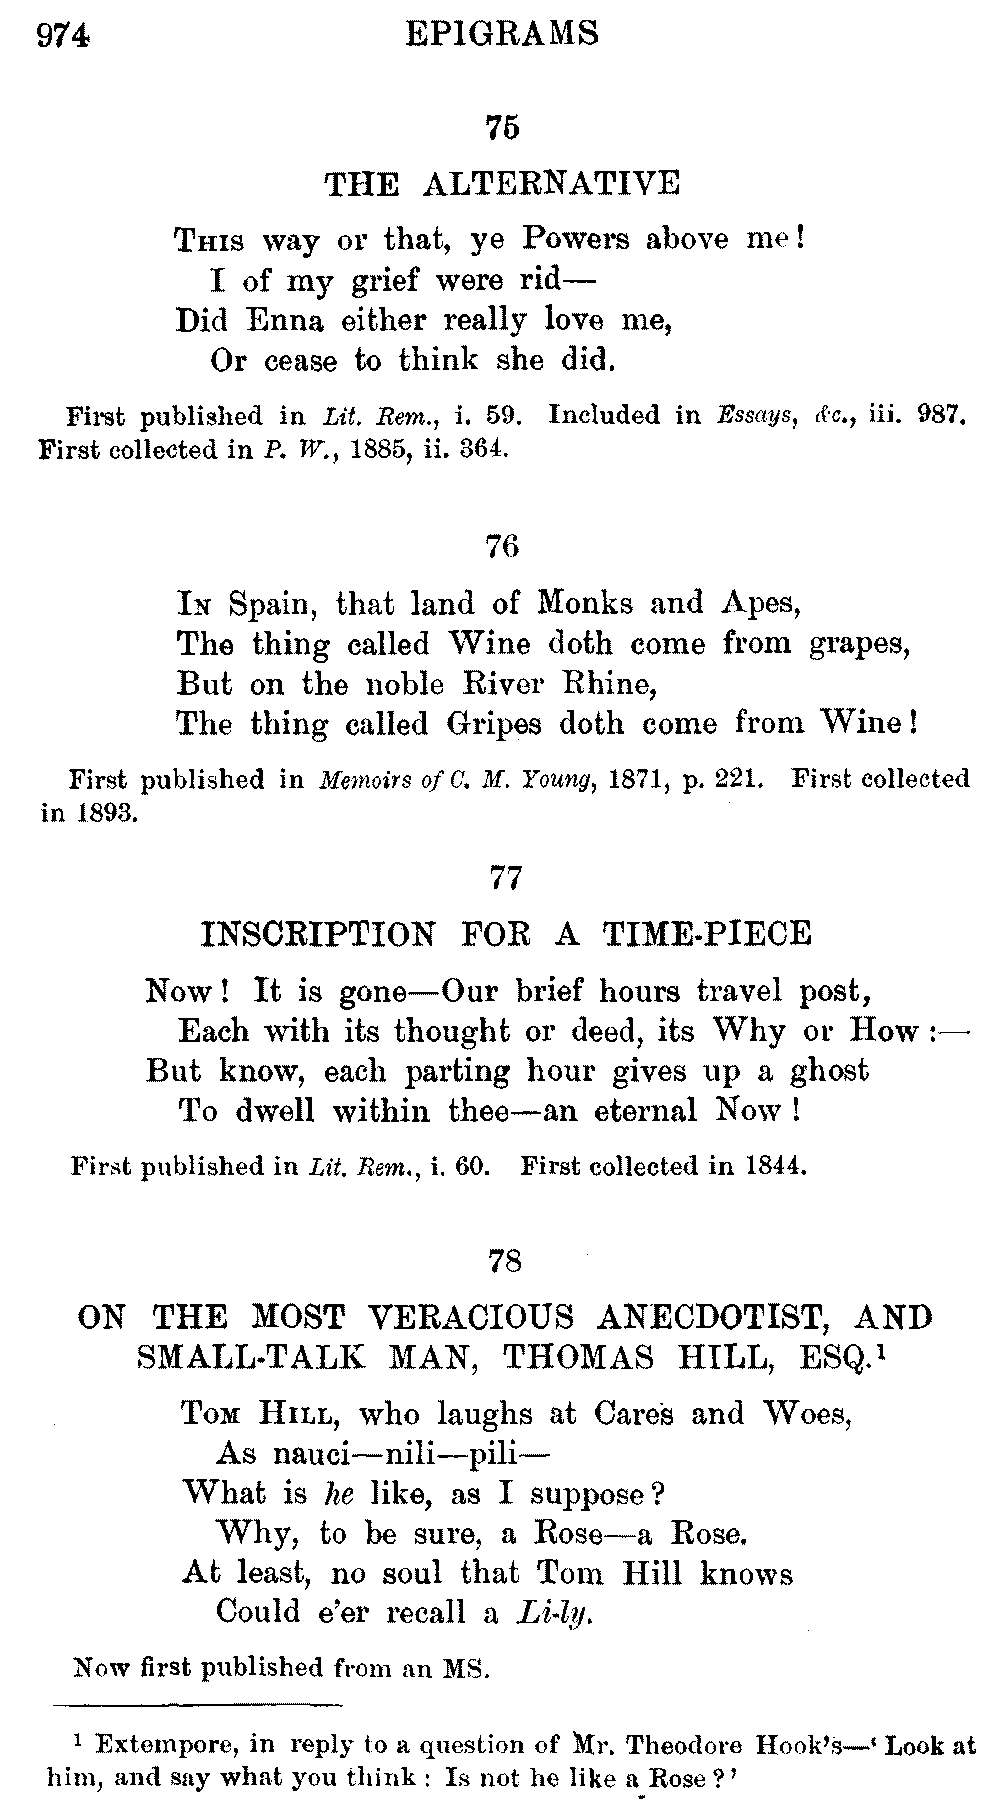 974 EPIGRAMS
75
THE ALTERNATIVE
THIS way or that, ye Powers above me!
I of my grief were rid—
Did Enna either really love me,
Or cease to think she did.
First published in Lit. Rem., i. 59. Included in Essays, &c., iii. 987.
First collected in P. W., 1885, ii. 364.
76
IN Spain, that land of Monks and Apes,
The thing called Wine doth come from grapes,
But on the noble River Rhine,
The thing called Gripes doth come from Wine!
First published in Memoirs of C. M. Young, 1871, p. 221. First collected
in 1893.
77
INSCRIPTION FOR A TIME-PIECE
NOW! It is gone—Our brief hours travel post,
Each with its thought or deed, its Why or How:—
But know, each parting hour gives up a ghost
To dwell within thee—an eternal Now!
First published in Lit. Rem., i. 60. First collected in 1844.
78
ON THE MOST VERACIOUS ANECDOTIST, AND
SMALL-TALK MAN, THOMAS HILL, ESQ.¹
TOM HILL, who laughs at Cares and Woes,
As nauci—nili—pili—
What is he like, as I suppose?
Why, to be sure, a Rose—a Rose.
At least, no soul that Tom Hill knows
Could e'er recall a Li-ly.
Now first published from an MS.
¹ Extempore, in reply to a question of Mr. Theodore Hook's—‘Look at
him, and say what you think: Is not he like a Rose?’